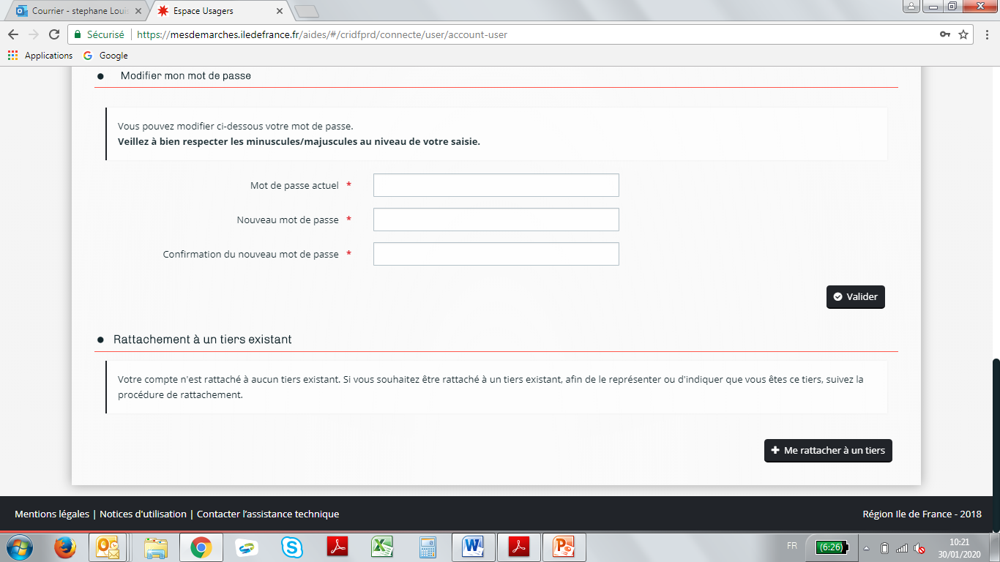 Courrier - stephane Loui
Espace Usagers
Sécurisé
https://mesdemarches.iledefrance.fr/aides/#/cridfprd/connecte/user/account-user
Applications
Google
Modifier mon mot de passe
Vous pouvez modifier ci-dessous votre mot de passe.
Veillez à bien respecter les minuscules/majuscules au niveau de votre saisie.
Mot de passe actuel *
Nouveau mot de passe *
Confirmation du nouveau mot de passe *
Valider
Rattachement à un tiers existant
Votre compte n'est rattaché à aucun tiers existant. Si vous souhaitez être rattaché à un tiers existant, afin de le représenter ou d'indiquer que vous êtes ce tiers, suivez la
procédure de rattachement.
Me rattacher à un tiers
Mentions légales | Notices d'utilisation | Contacter l'assistance technique
Région Ile de France - 2018
FR
(6:26)
10:21
30/01/2020